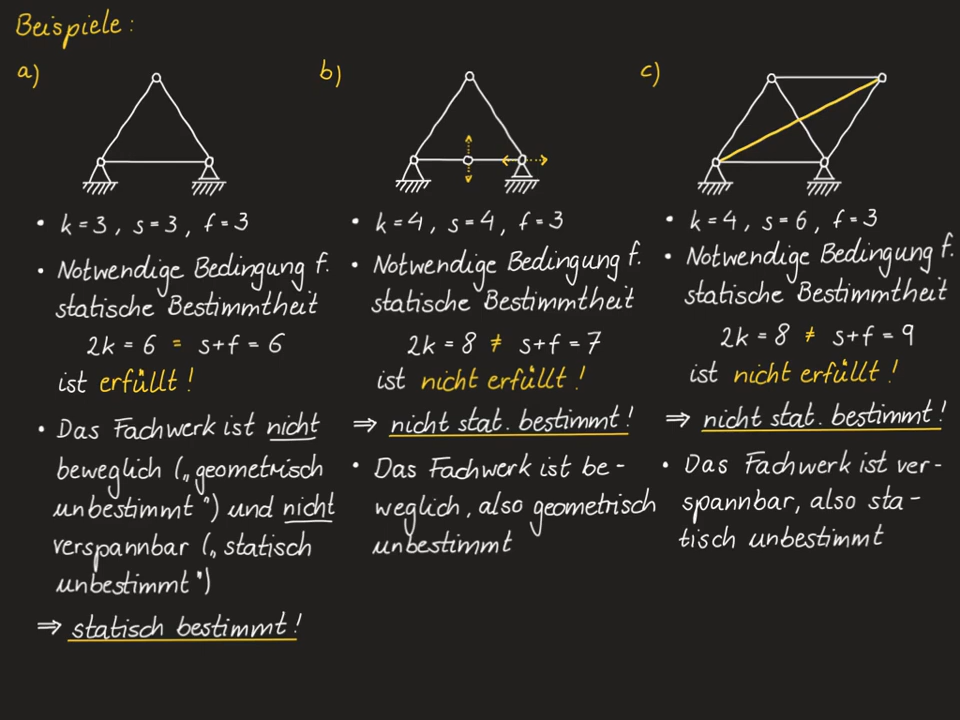 Beispiele:
a)
k=3, s=3, f=3
• Notwendige Bedingung f.
statische Bestimmtheit
2k = 6 = s+f = 6
ist erfüllt!
• Das Fachwerk ist nicht
beweglich („geometrisch
unbestimmt") und nicht
verspannbar („statisch
unbestimmt")
⇒ statisch bestimmt!
b)
• k=4, s=4, f=3
• Notwendige Bedingung f.
statische Bestimmtheit
2k = 8 ≠ s+f = 7
ist nicht erfüllt!
⇒ nicht stat. bestimmt!
• Das Fachwerk ist be-
weglich, also geometrisch
unbestimmt
c)
• k=4, s=6, f=3
• Notwendige Bedingung f.
statische Bestimmtheit
2k = 8 ≠ s+f = 9
ist nicht erfüllt!
⇒ nicht stat. bestimmt!
• Das Fachwerk ist ver-
spannbar, also sta-
tisch unbestimmt